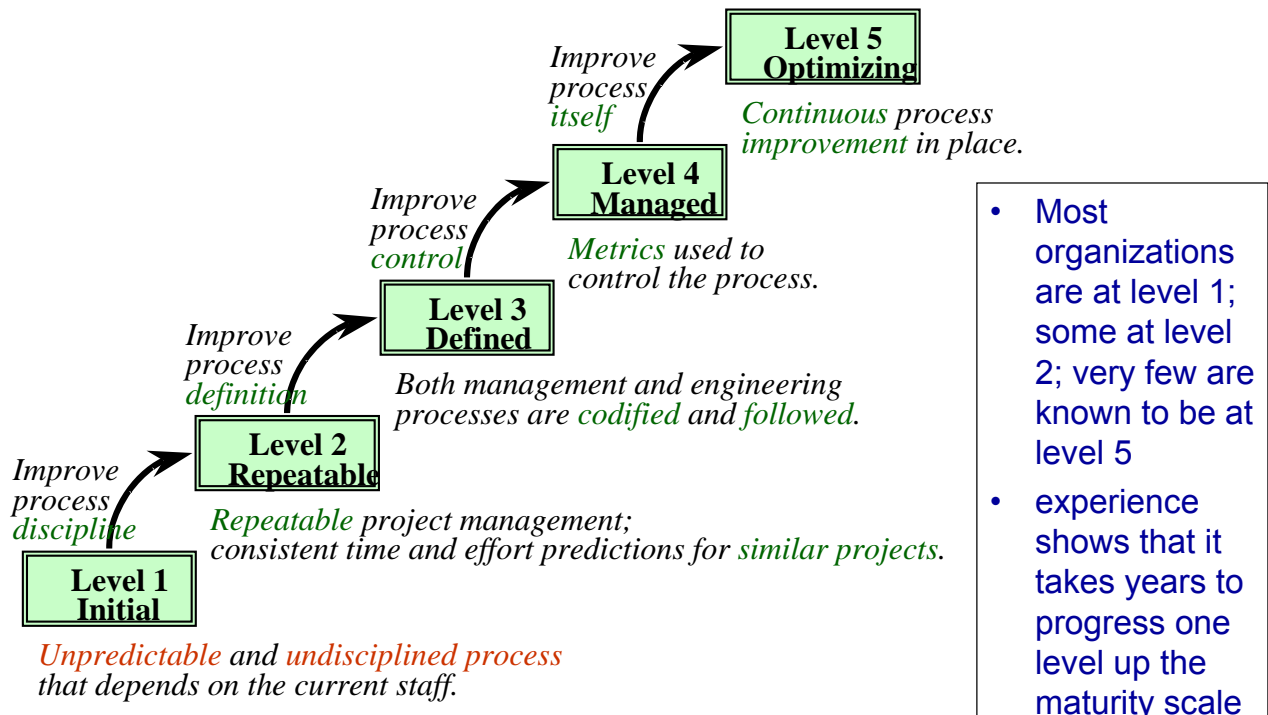 Level 5
Optimizing
Improve
process
itself
Continuous process
improvement in place.
Level 4
Managed
Improve
process
control
Metrics used to
control the process.
Level 3
Defined
Improve
process
definition
Both management and engineering
processes are codified and followed.
Level 2
Repeatable
Improve
process
discipline
Repeatable project management;
consistent time and effort predictions for similar projects.
Level 1
Initial
Unpredictable and undisciplined process
that depends on the current staff.
• Most
organizations
are at level 1;
some at level
2; very few are
known to be at
level 5
• experience
shows that it
takes years to
progress one
level up the
maturity scale